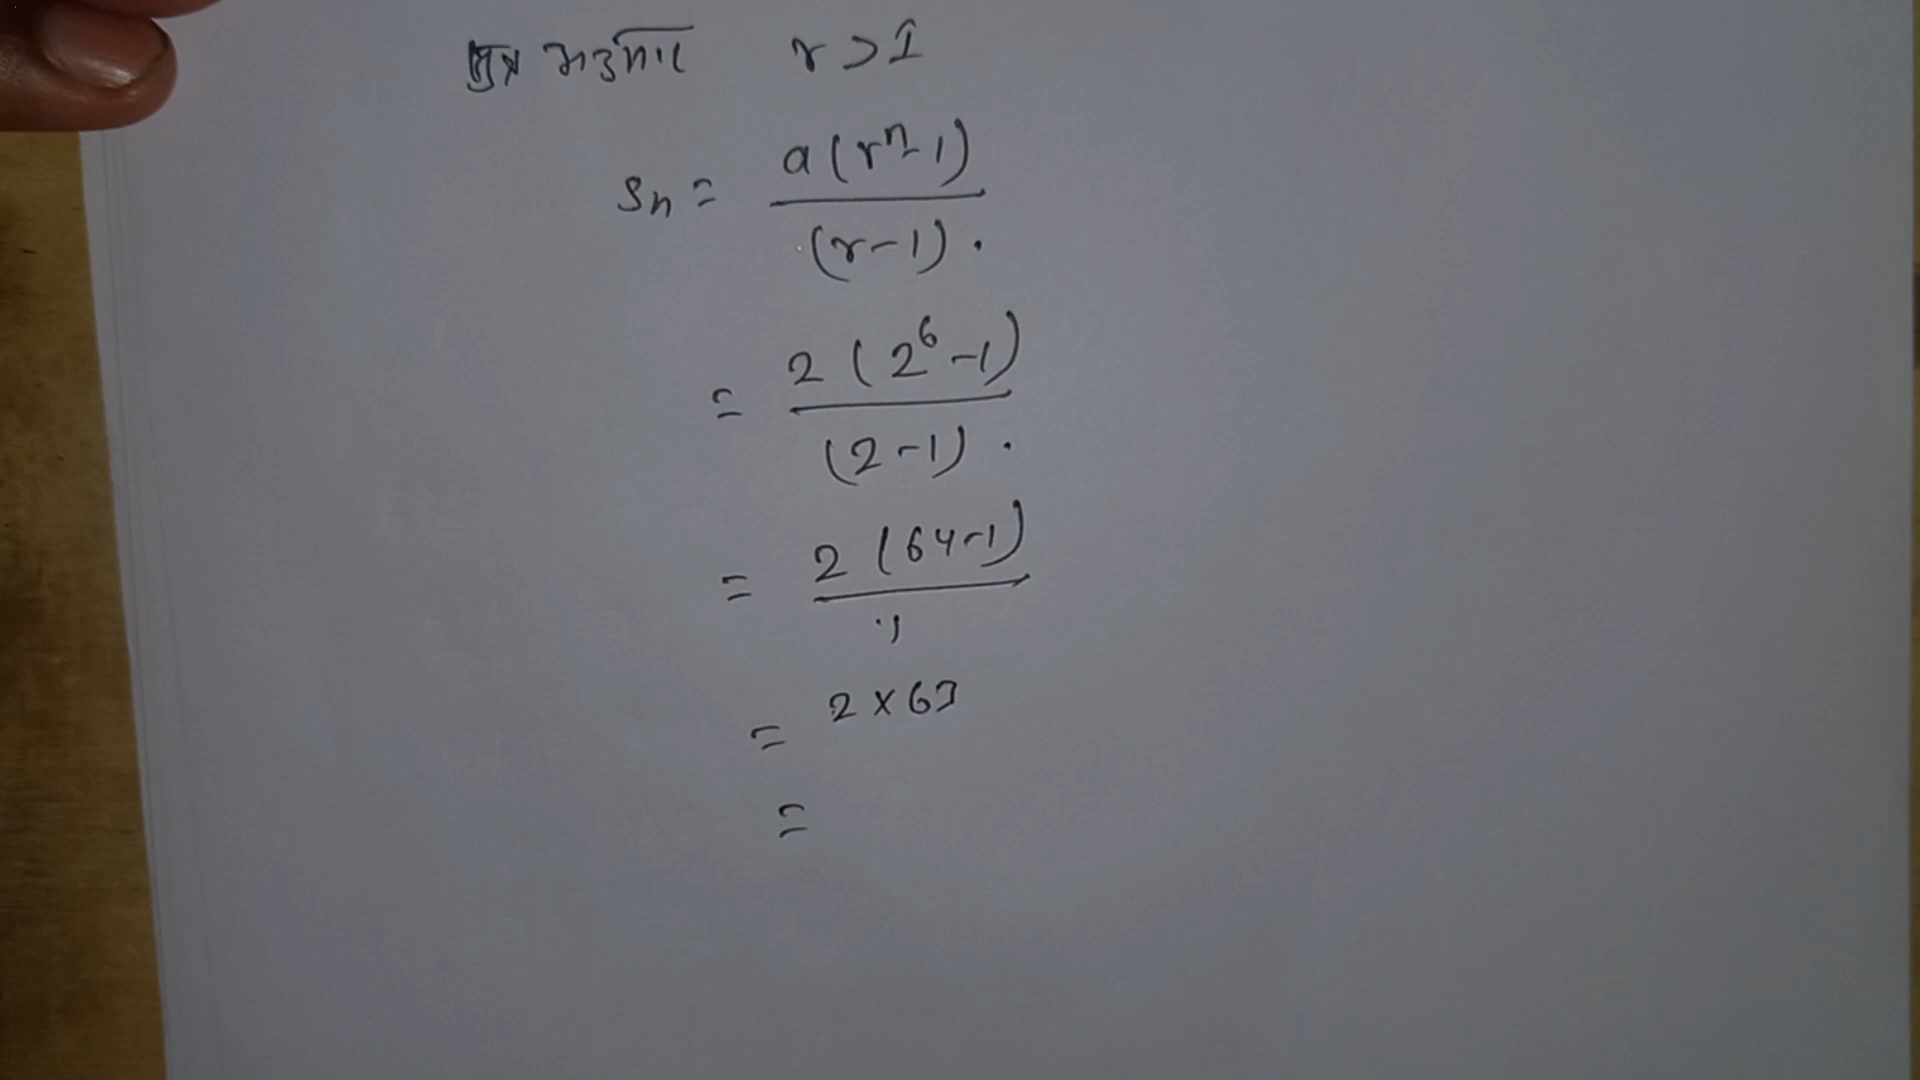 সূত্র অনুসারে r > 1
Sn = a(rⁿ-1) / (r-1).
= 2(2⁶-1) / (2-1).
= 2(64-1) / 1
= 2 × 63
=